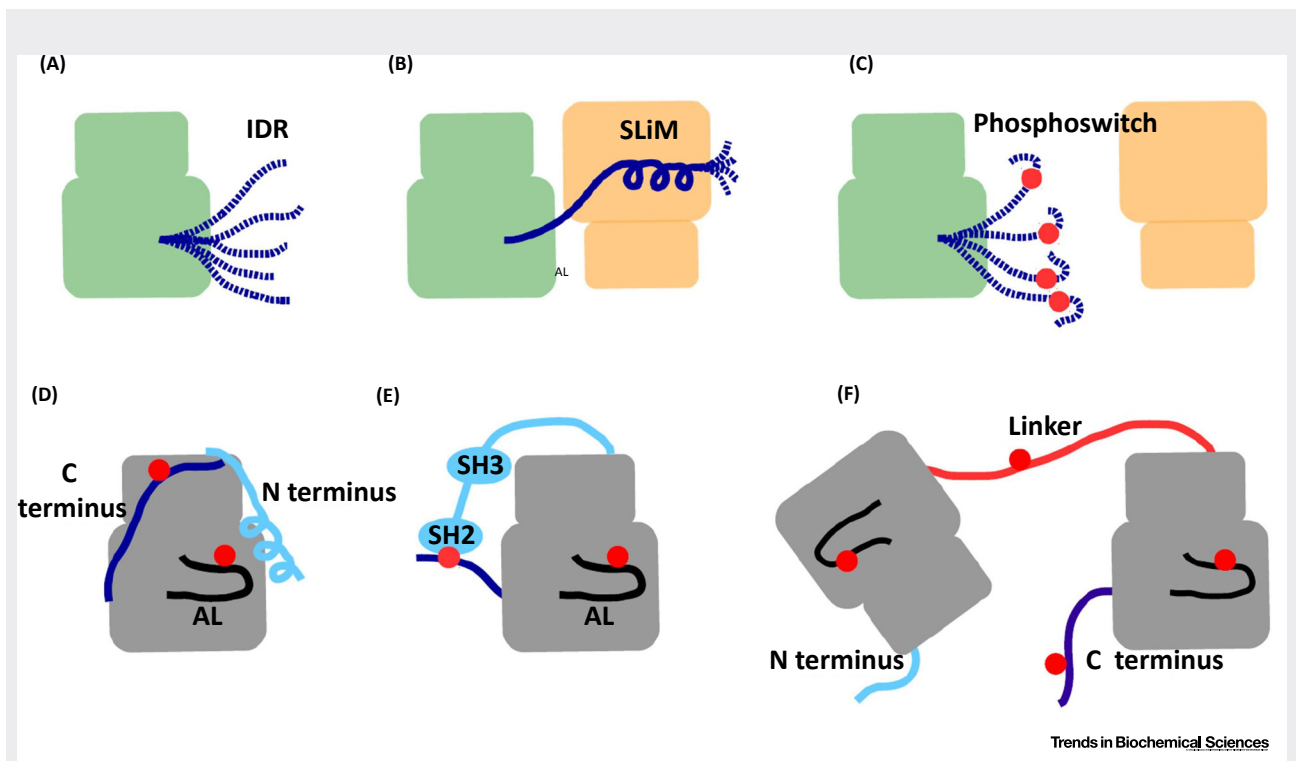 (A)
(B)
(C)
IDR
SLiM
Phosphoswitch
AL
(D)
(E)
(F)
C
terminus
N terminus
AL
SH3
SH2
AL
Linker
N terminus
C terminus
Trends in Biochemical Sciences